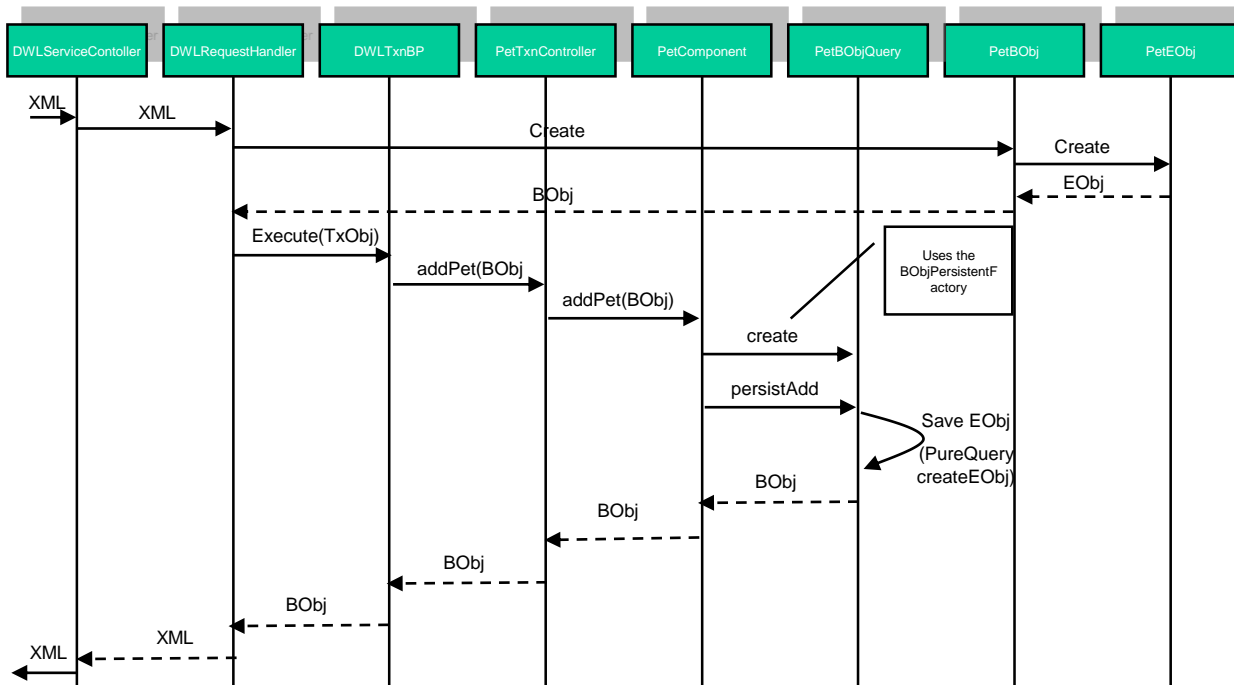 DWLServiceContoller
DWLRequestHandler
DWLTxnBP
PetTxnController
PetComponent
PetBObjQuery
PetBObj
PetEObj
XML
XML
Create
Create
EObj
BObj
Execute(TxObj)
Uses the
BObjPersistentF
actory
addPet(BObj
addPet(BObj)
create
persistAdd
Save EObj
(PureQuery
createEObj)
BObj
BObj
BObj
BObj
XML
XML